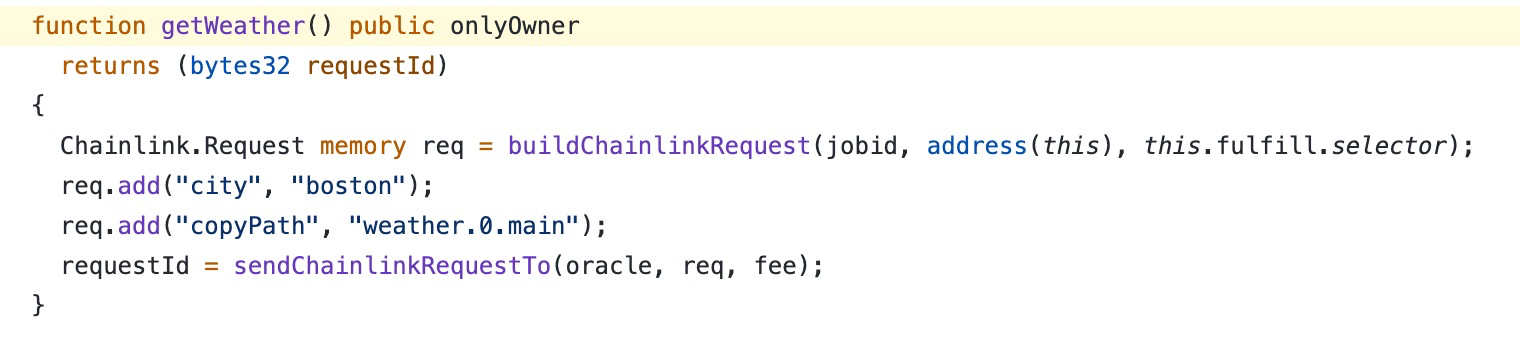 function getWeather() public onlyOwner
returns (bytes32 requestId)
{
Chainlink.Request memory req = buildChainlinkRequest(jobid, address(this), this.fulfill.selector);
req.add("city", "boston");
req.add("copyPath", "weather.0.main");
requestId = sendChainlinkRequestTo(oracle, req, fee);
}